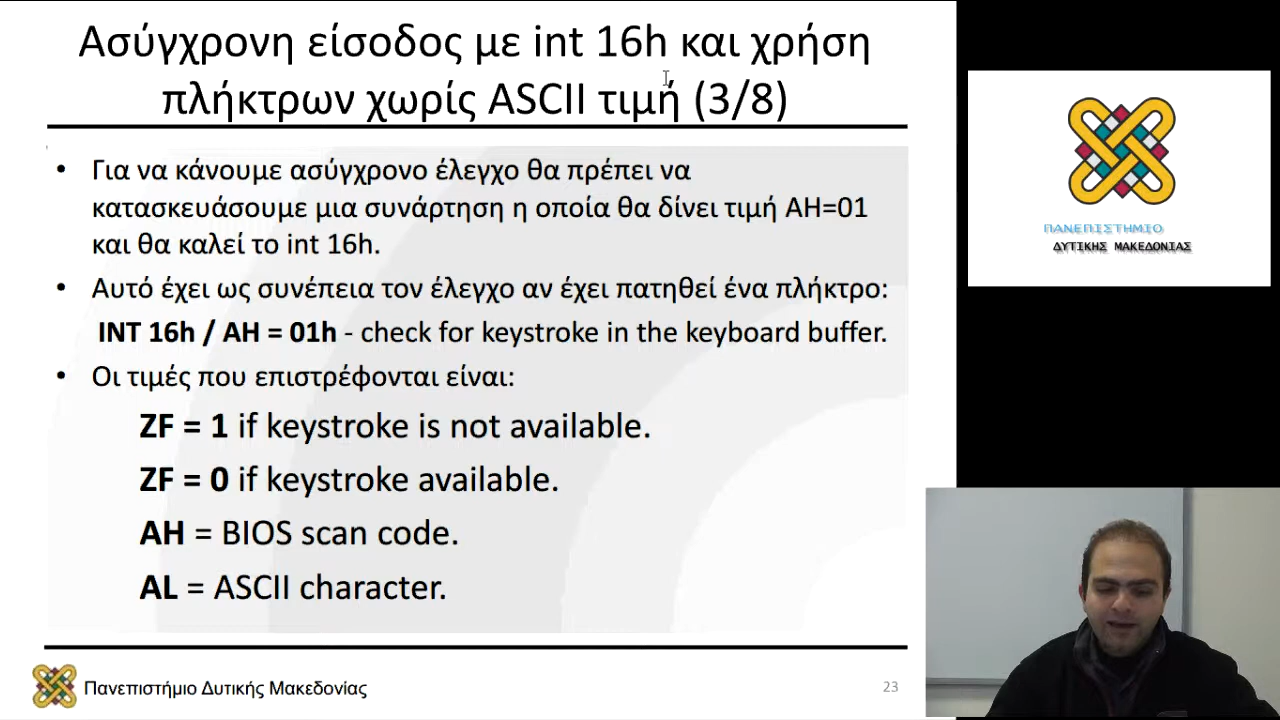 Ασύγχρονη είσοδος με int 16h και χρήση
πλήκτρων χωρίς ASCII τιμή (3/8)
• Για να κάνουμε ασύγχρονο έλεγχο θα πρέπει να
κατασκευάσουμε μια συνάρτηση η οποία θα δίνει τιμή AH=01
και θα καλεί το int 16h.
• Αυτό έχει ως συνέπεια τον έλεγχο αν έχει πατηθεί ένα πλήκτρο:
INT 16h / AH = 01h - check for keystroke in the keyboard buffer.
• Οι τιμές που επιστρέφονται είναι:
ZF = 1 if keystroke is not available.
ZF = 0 if keystroke available.
AH = BIOS scan code.
AL = ASCII character.
Πανεπιστήμιο Δυτικής Μακεδονίας
23
ΠΑΝΕΠΙΣΤΗΜΙΟ
ΔΥΤΙΚΗΣ ΜΑΚΕΔΟΝΙΑΣ